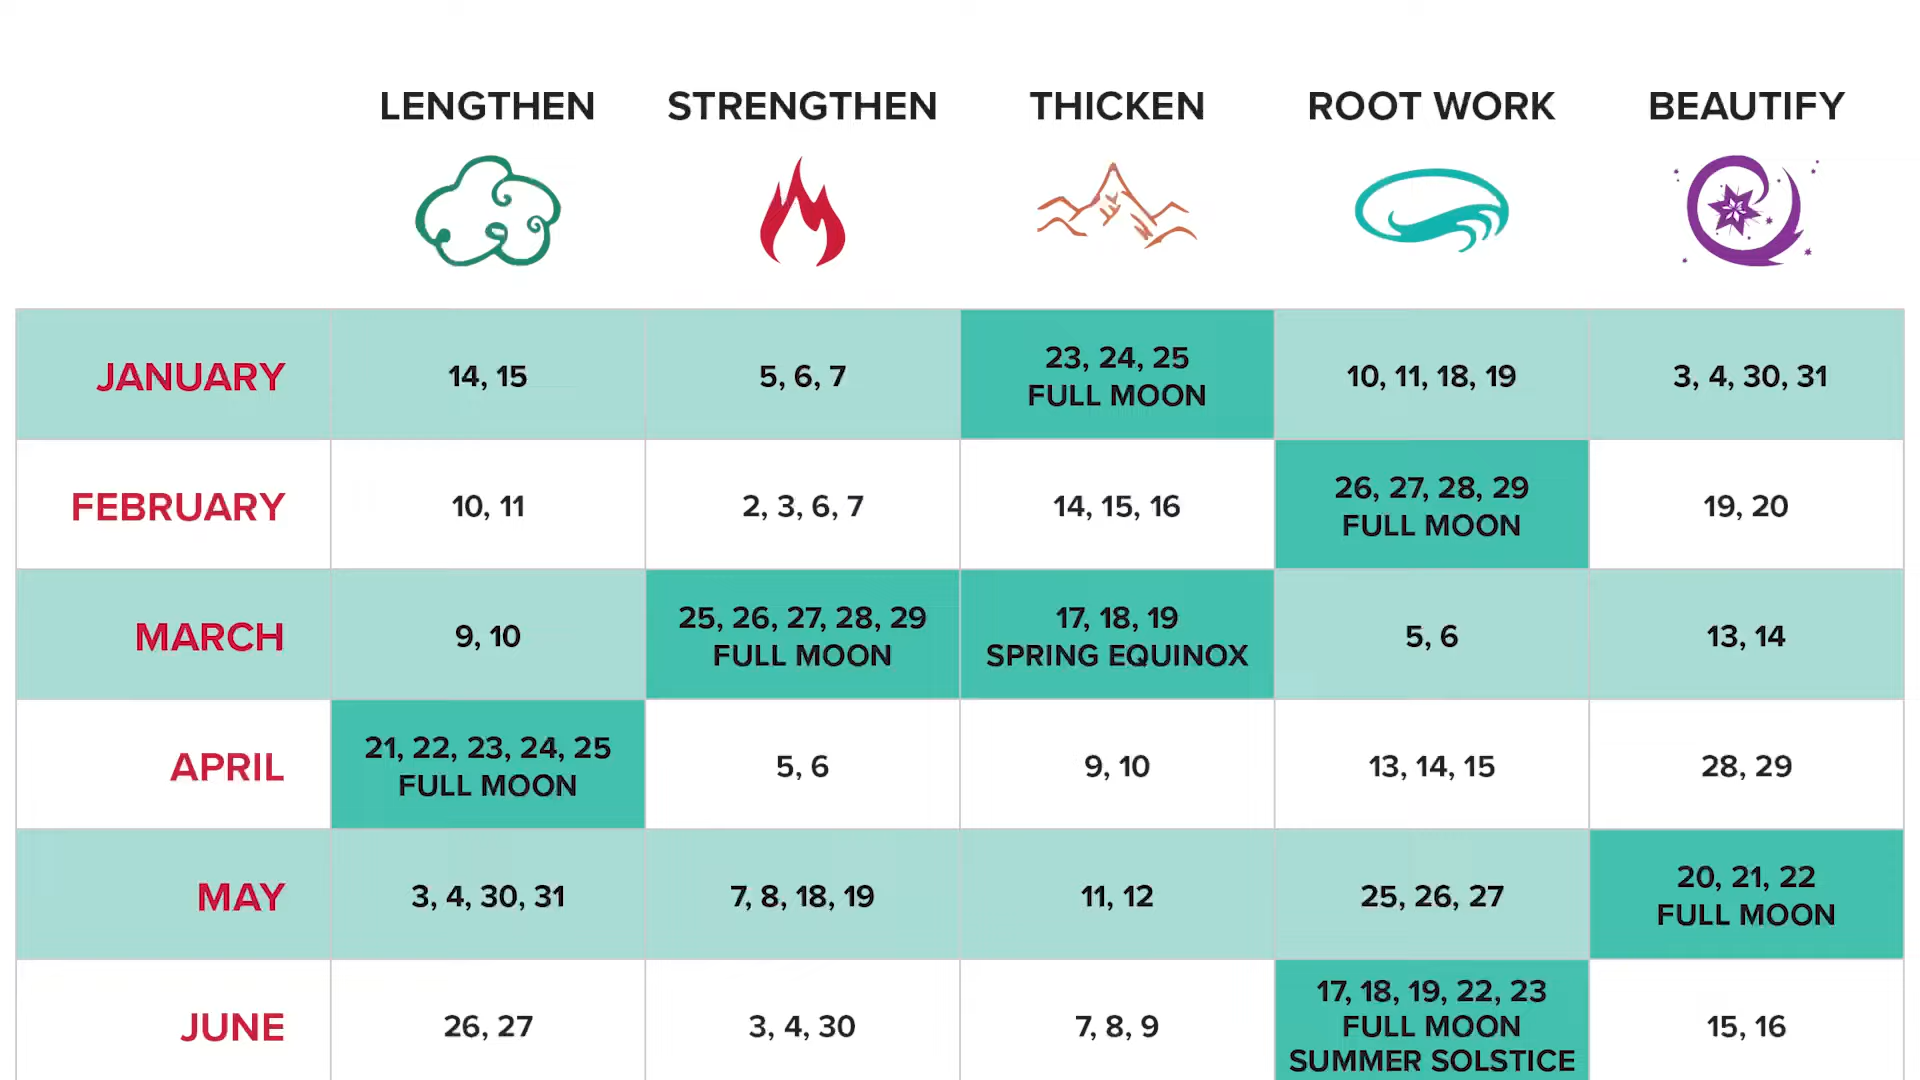 LENGTHEN STRENGTHEN THICKEN ROOT WORK BEAUTIFY
JANUARY 14, 15 5, 6, 7 23, 24, 25 FULL MOON 10, 11, 18, 19 3, 4, 30, 31
FEBRUARY 10, 11 2, 3, 6, 7 14, 15, 16 26, 27, 28, 29 FULL MOON 19, 20
MARCH 9, 10 25, 26, 27, 28, 29 FULL MOON 17, 18, 19 SPRING EQUINOX 5, 6 13, 14
APRIL 21, 22, 23, 24, 25 FULL MOON 5, 6 9, 10 13, 14, 15 28, 29
MAY 3, 4, 30, 31 7, 8, 18, 19 11, 12 25, 26, 27 20, 21, 22 FULL MOON
JUNE 26, 27 3, 4, 30 7, 8, 9 17, 18, 19, 22, 23 FULL MOON SUMMER SOLSTICE 15, 16